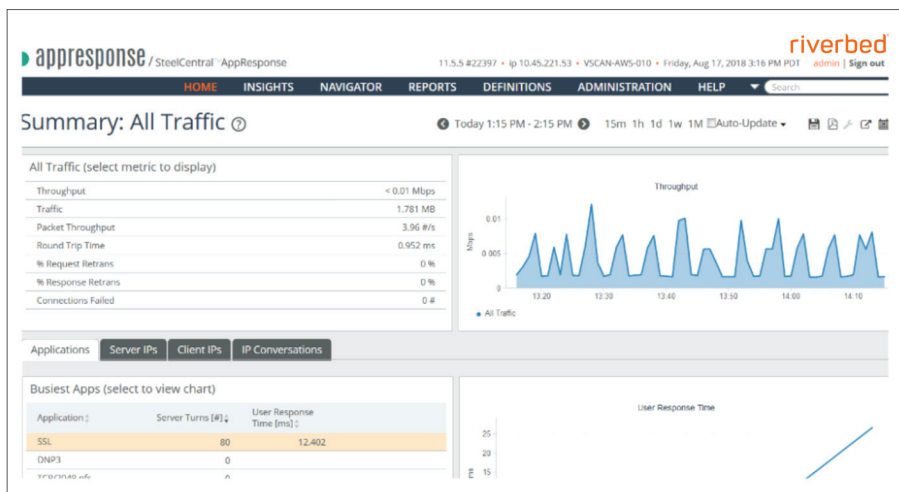 riverbed
appresponse / SteelCentral™AppResponse
11.5.5 #22397 • ip 10.45.221.53 • VSCAN-AWS-010 • Friday, Aug 17, 2018 3:16 PM PDT admin | Sign out
HOME INSIGHTS NAVIGATOR REPORTS DEFINITIONS ADMINISTRATION HELP Search
Summary: All Traffic
Today 1:15 PM - 2:15 PM 15m 1h 1d 1w 1M Auto-Update
All Traffic (select metric to display)
Throughput < 0.01 Mbps
Traffic 1.781 MB
Packet Throughput 3.96 #/s
Round Trip Time 0.952 ms
% Request Retrans 0 %
% Response Retrans 0 %
Connections Failed 0 #
Throughput
Mbps
0.01
0.005
0
13:20 13:30 13:40 13:50 14:00 14:10
All Traffic
Applications Server IPs Client IPs IP Conversations
Busiest Apps (select to view chart)
Application Server Turns [#] User Response
Time [ms]
SSL 80 12.402
DNP3 0
User Response Time
25
20
15